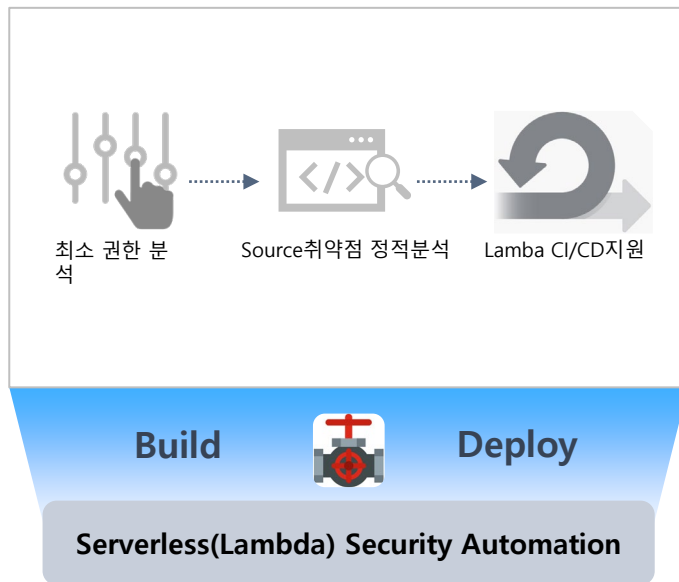 </>
최소 권한 분
석
Source취약점 정적분석
Lamba CI/CD지원
Build
Deploy
Serverless(Lambda) Security Automation